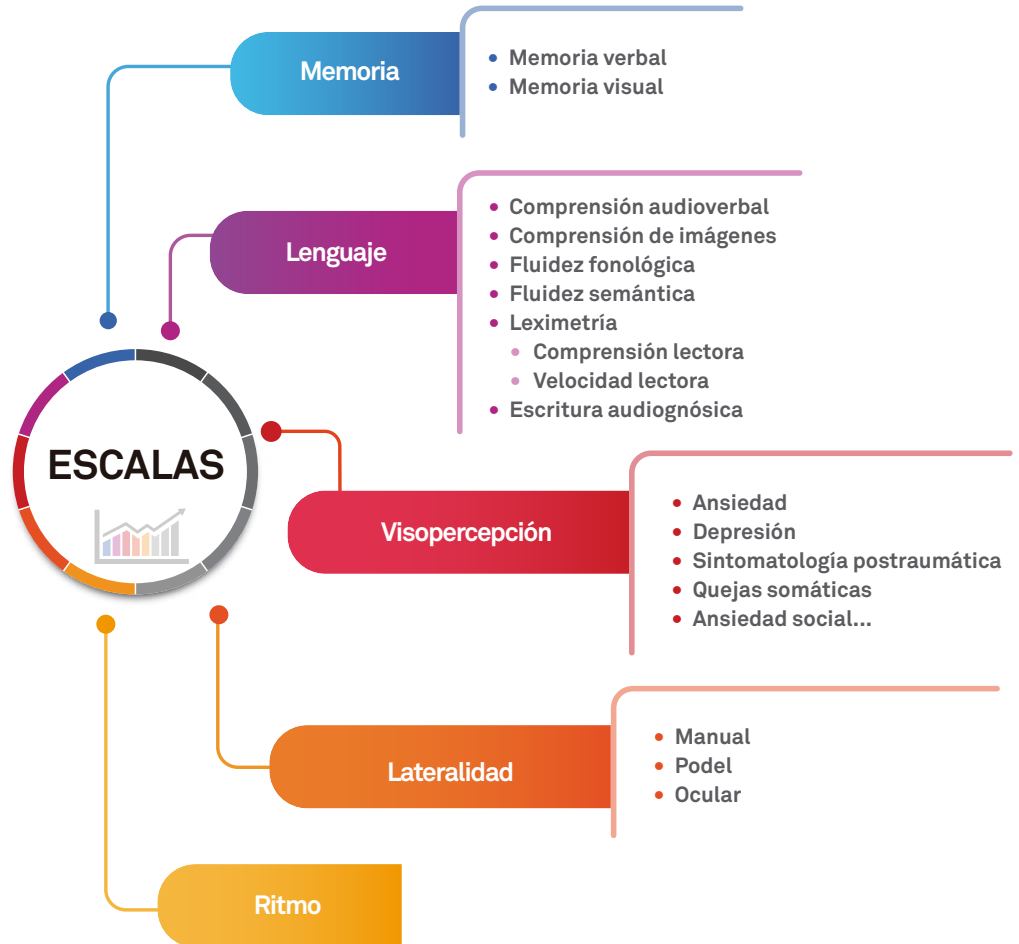 Memoria
• Memoria verbal
• Memoria visual
Lenguaje
• Comprensión audioverbal
• Comprensión de imágenes
• Fluidez fonológica
• Fluidez semántica
• Leximetría
• Comprensión lectora
• Velocidad lectora
• Escritura audiognósica
ESCALAS
Visopercepción
• Ansiedad
• Depresión
• Sintomatología postraumática
• Quejas somáticas
• Ansiedad social...
Lateralidad
• Manual
• Podel
• Ocular
Ritmo